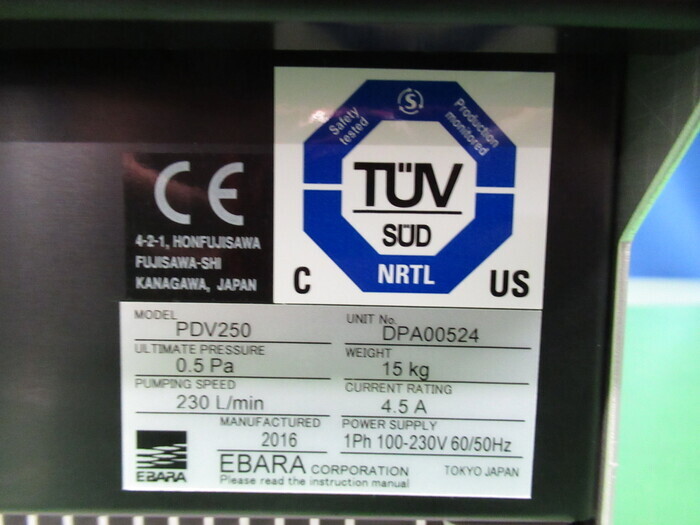 CE
4-2-1, HONFUJISAWA
FUJISAWA-SHI
KANAGAWA, JAPAN
Safety tested
S
Production monitored
TÜV
SÜD
NRTL
C US
MODEL
PDV250
UNIT No.
DPA00524
ULTIMATE PRESSURE
0.5 Pa
WEIGHT
15 kg
PUMPING SPEED
230 L/min
CURRENT RATING
4.5 A
MANUFACTURED
2016
POWER SUPPLY
1Ph 100-230V 60/50Hz
EBARA
EBARA CORPORATION TOKYO JAPAN
Please read the instruction manual